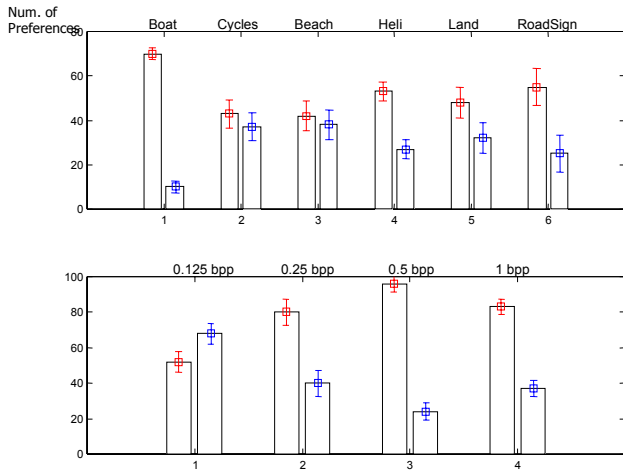 Num. of
Preferences
Boat Cycles Beach Heli Land RoadSign
80
60
40
20
0
1 2 3 4 5 6
0.125 bpp 0.25 bpp 0.5 bpp 1 bpp
100
80
60
40
20
0
1 2 3 4